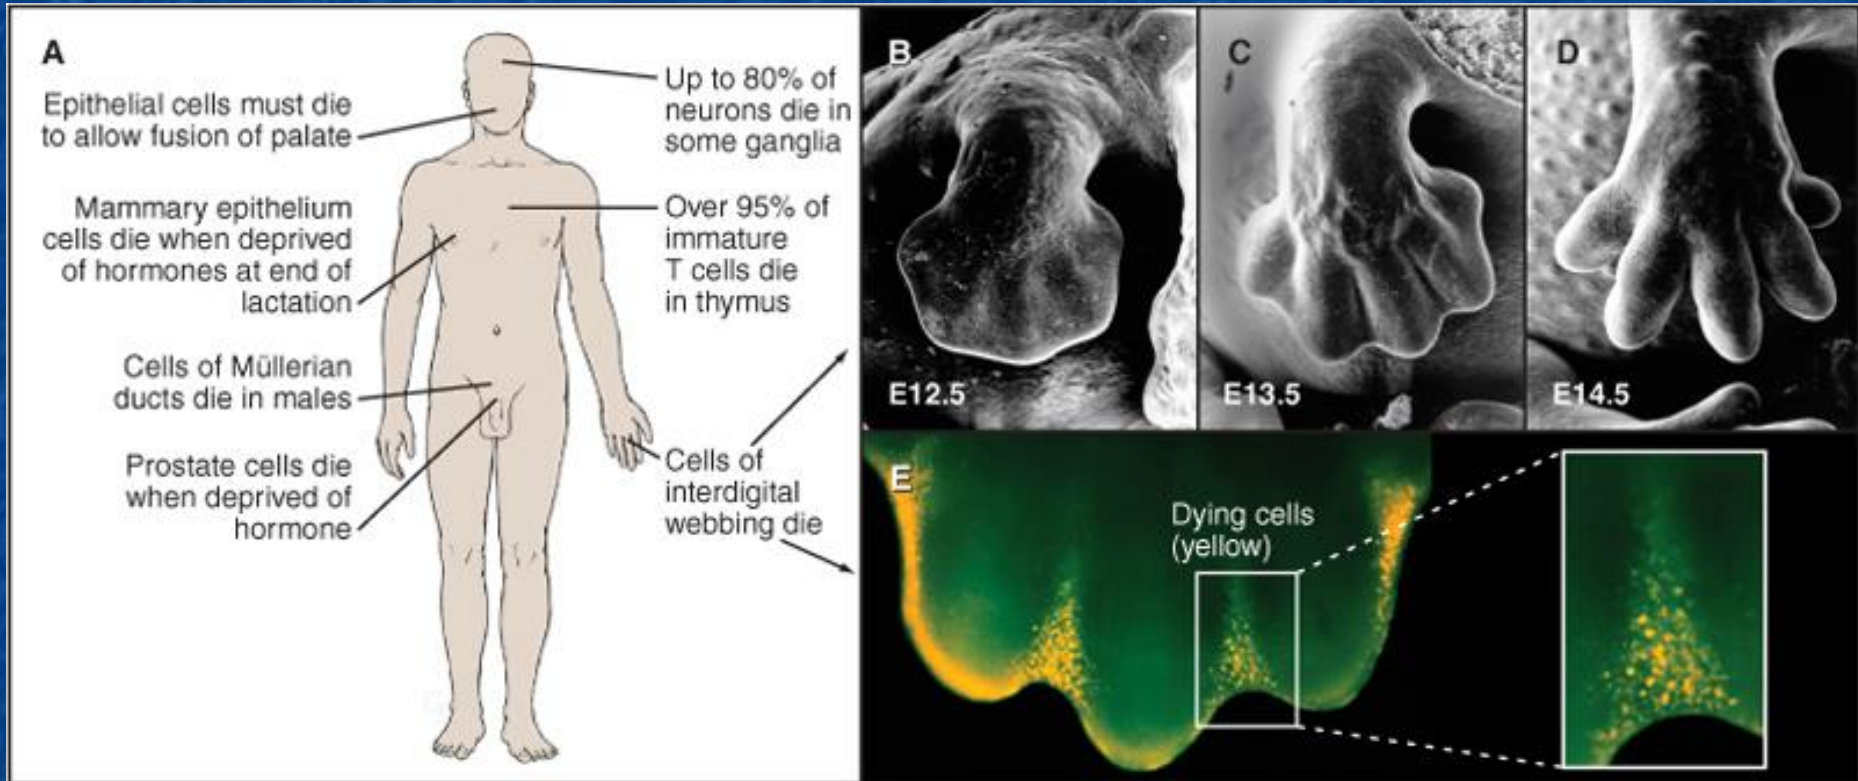 A
Epithelial cells must die
to allow fusion of palate
Mammary epithelium
cells die when deprived
of hormones at end of
lactation
Cells of Müllerian
ducts die in males
Prostate cells die
when deprived of
hormone
Up to 80% of
neurons die in
some ganglia
Over 95% of
immature
T cells die
in thymus
Cells of
interdigital
webbing die
B
E12.5
C
E13.5
D
E14.5
E
Dying cells
(yellow)